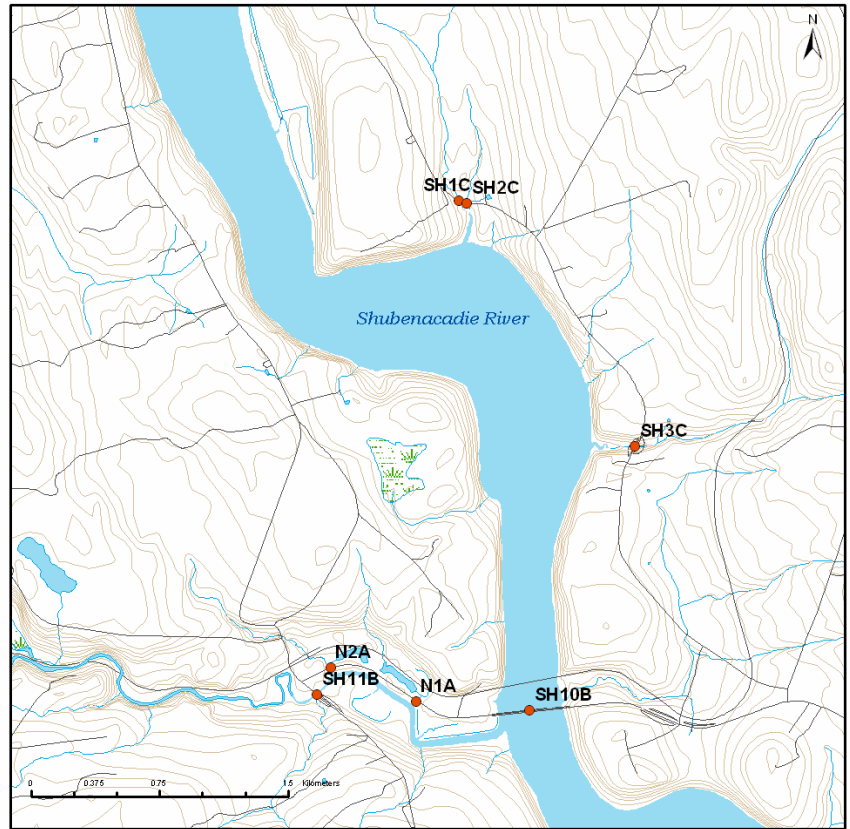 N
SH1C
SH2C
Shubenacadie River
SH3C
N2A
SH11B
N1A
SH10B
0 0.375 0.75 1.5 Kilometers